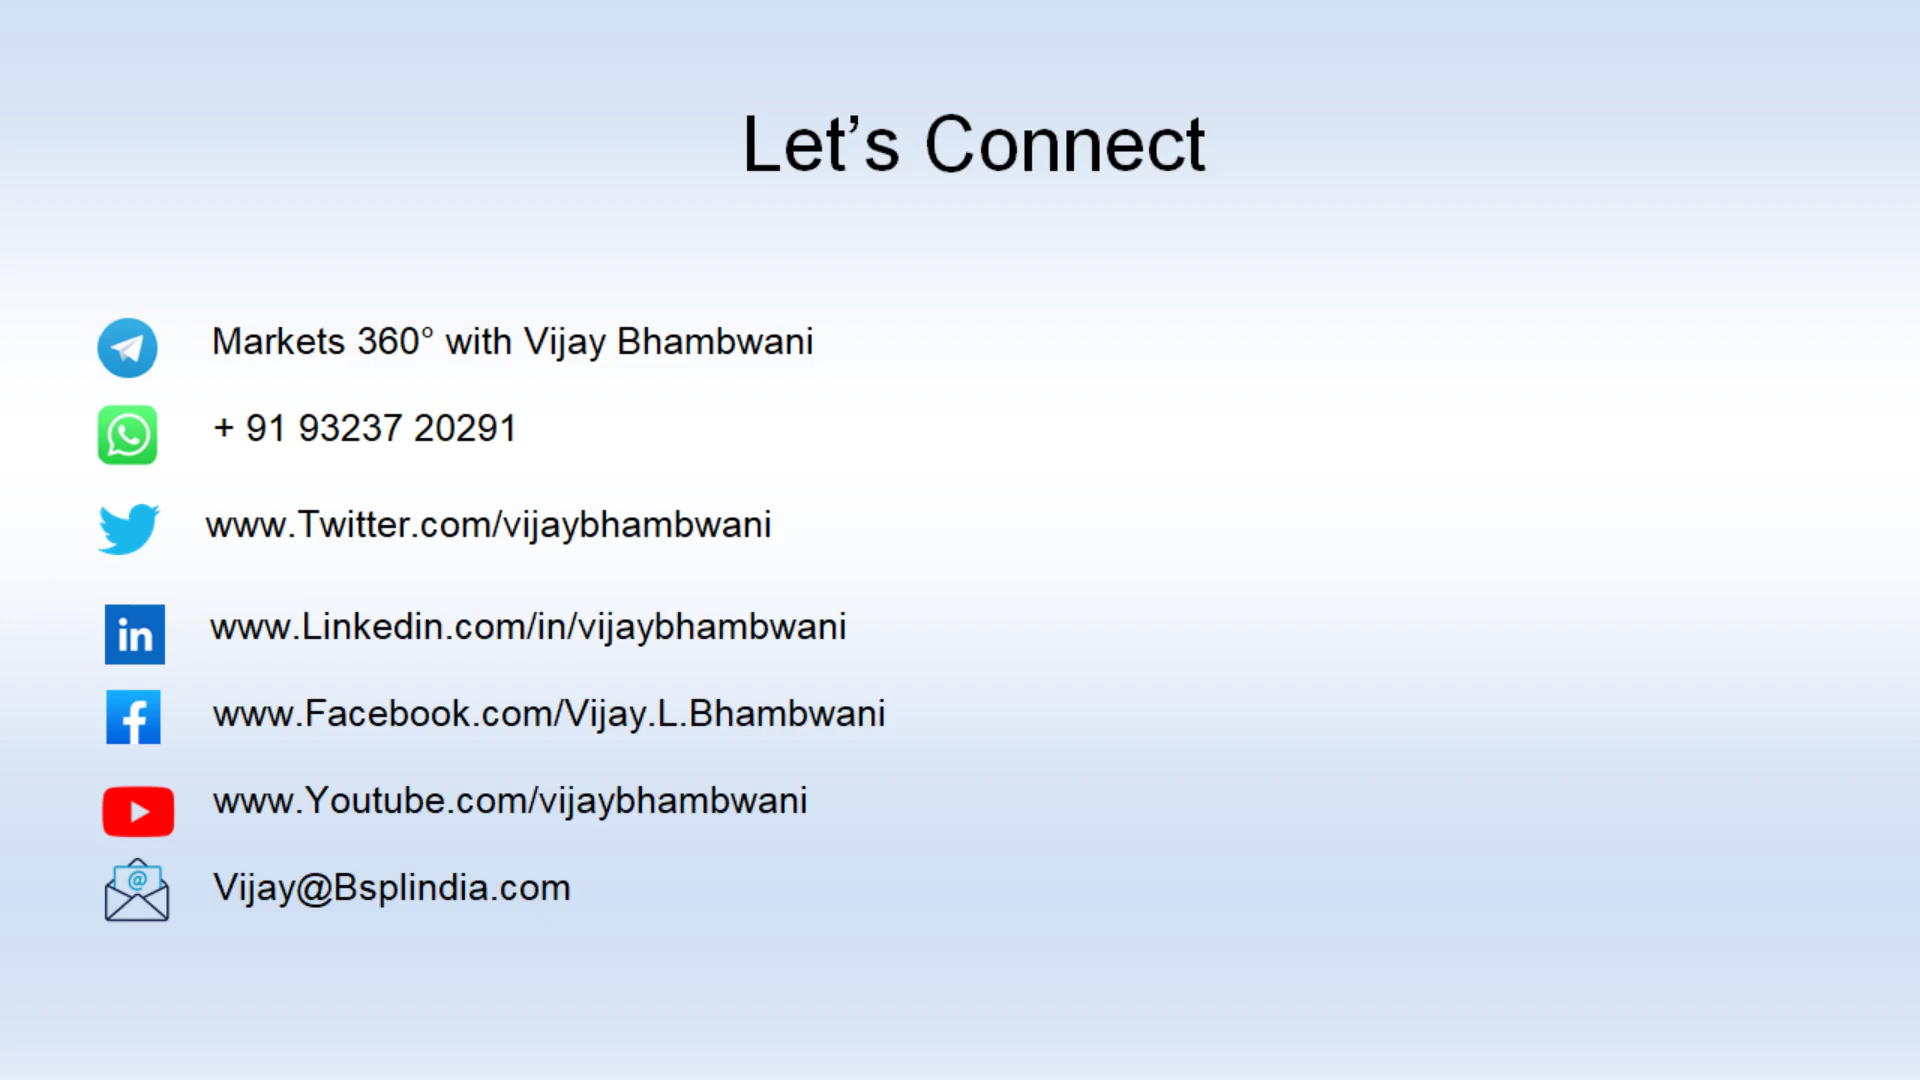 Let’s Connect
Markets 360° with Vijay Bhambwani
+ 91 93237 20291
www.Twitter.com/vijaybhambwani
in
www.Linkedin.com/in/vijaybhambwani
f
www.Facebook.com/Vijay.L.Bhambwani
www.Youtube.com/vijaybhambwani
@
Vijay@Bsplindia.com